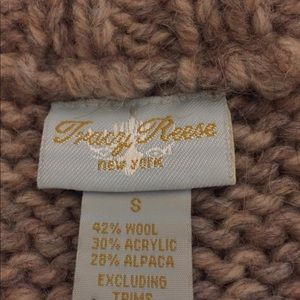 Tracy Reese
new york
S
42% WOOL
30% ACRYLIC
28% ALPACA
EXCLUDING
TRIMS